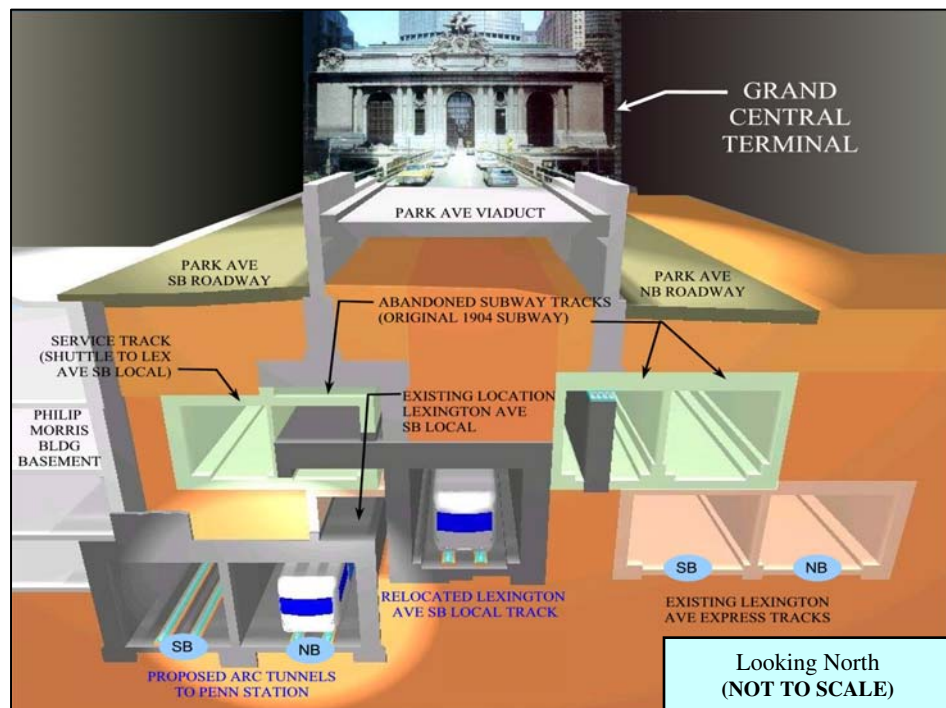 GRAND
CENTRAL
TERMINAL
PARK AVE VIADUCT
PARK AVE
SB ROADWAY
PARK AVE
NB ROADWAY
ABANDONED SUBWAY TRACKS
(ORIGINAL 1904 SUBWAY)
SERVICE TRACK
(SHUTTLE TO LEX
AVE SB LOCAL)
EXISTING LOCATION
LEXINGTON AVE
SB LOCAL
PHILIP
MORRIS
BLDG
BASEMENT
SB
NB
SB
NB
RELOCATED LEXINGTON
AVE SB LOCAL TRACK
EXISTING LEXINGTON
AVE EXPRESS TRACKS
PROPOSED ARC TUNNELS
TO PENN STATION
Looking North
(NOT TO SCALE)